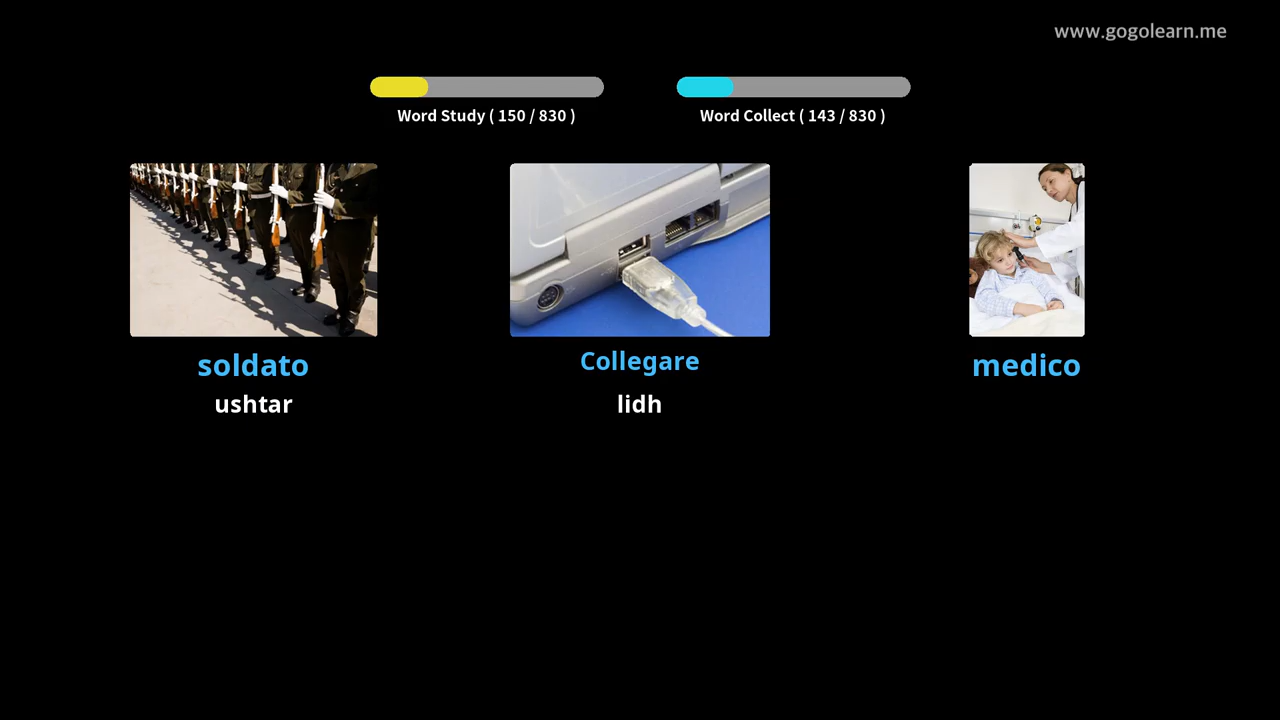 www.gogolearn.me
Word Study ( 150 / 830 )
Word Collect ( 143 / 830 )
soldato
ushtar
Collegare
lidh
medico